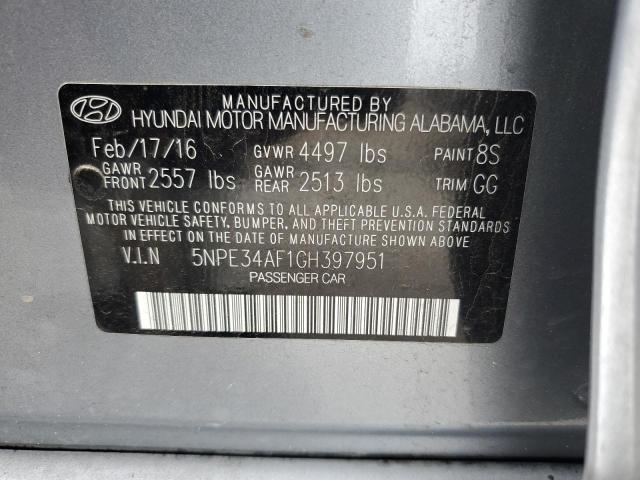 MANUFACTURED BY
HYUNDAI MOTOR MANUFACTURING ALABAMA, LLC
Feb/17/16 GVWR 4497 lbs PAINT 8S
GAWR FRONT 2557 lbs GAWR REAR 2513 lbs TRIM GG
THIS VEHICLE CONFORMS TO ALL APPLICABLE U.S.A. FEDERAL
MOTOR VEHICLE SAFETY, BUMPER, AND THEFT PREVENTION STANDARDS
IN EFFECT ON THE DATE OF MANUFACTURE SHOWN ABOVE.
V.I.N 5NPE34AF1GH397951
PASSENGER CAR